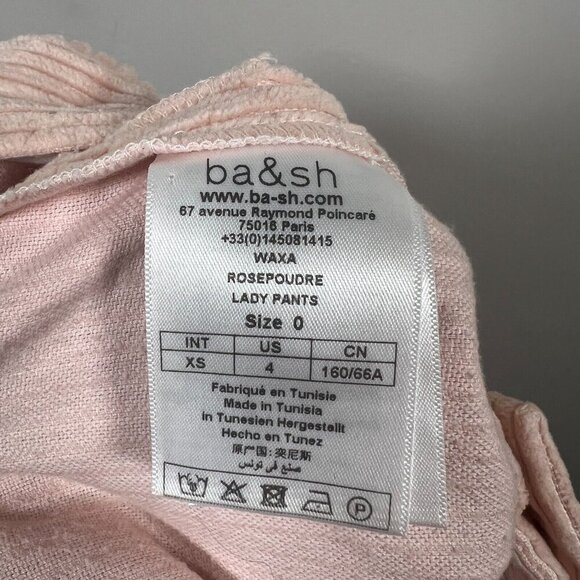 ba&sh
www.ba-sh.com
67 avenue Raymond Poincaré
75016 Paris
+33(0)145081415
WAXA
ROSEPOUDRE
LADY PANTS
Size 0
INT US CN
XS 4 160/66A
Fabriqué en Tunisie
Made in Tunisia
in Tunesien Hergestellt
Hecho en Tunez
原产国: 突尼斯
صنع في تونس
P